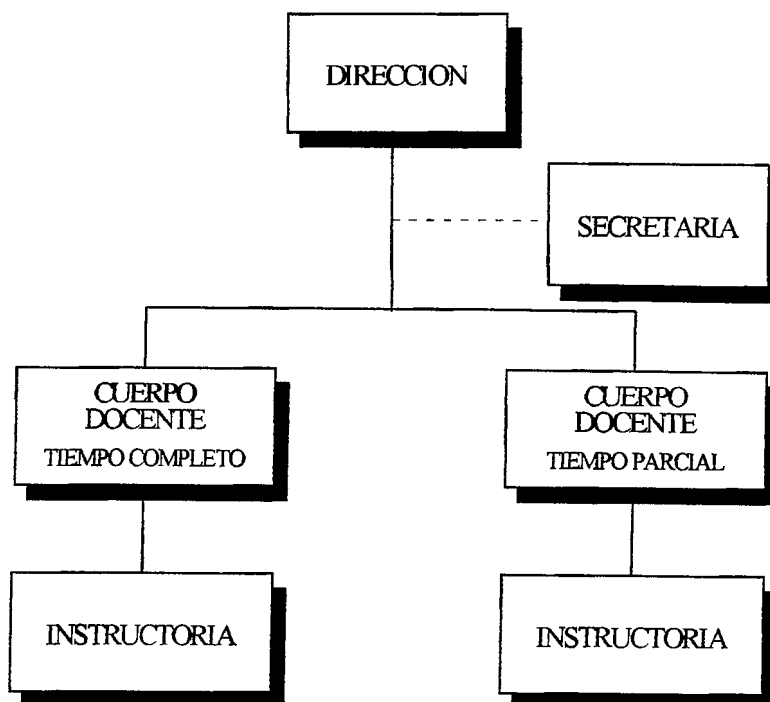 DIRECCION
SECRETARIA
CUERPO
DOCENTE
TIEMPO COMPLETO
CUERPO
DOCENTE
TIEMPO PARCIAL
INSTRUCTORIA
INSTRUCTORIA